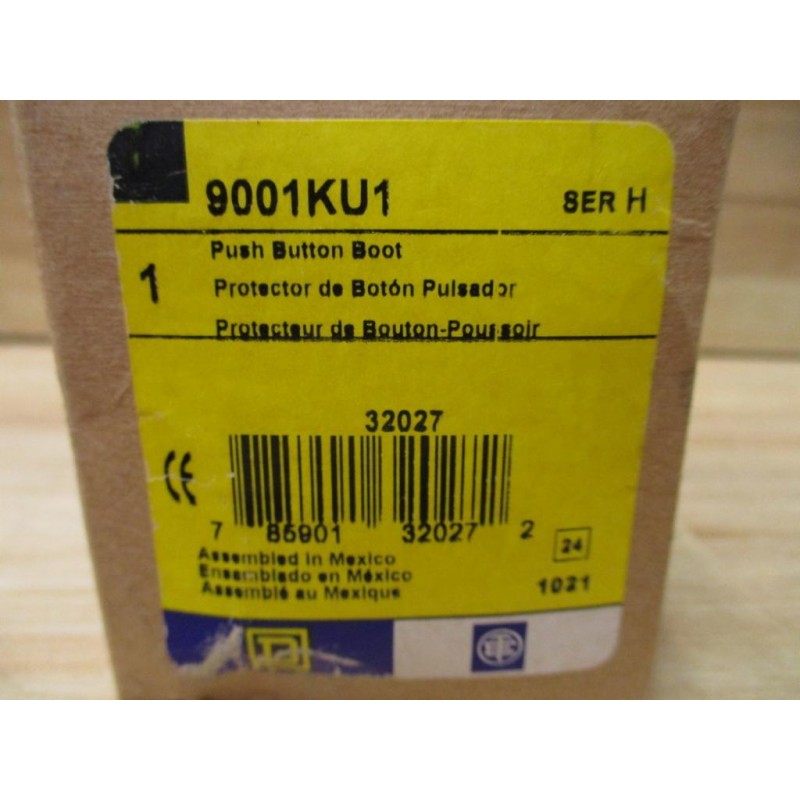 9001KU1 SER H
Push Button Boot
1
Protector de Botón Pulsador
Protecteur de Bouton-Poussoir
32027
CE
7 85901 32027 2
24
Assembled in Mexico
Ensamblado en México
Assemblé au Mexique
1021